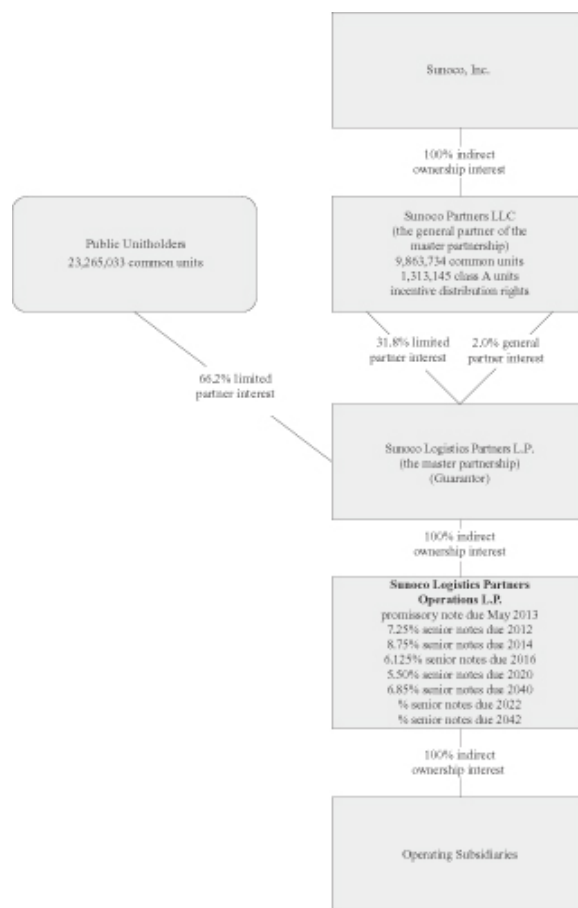 Sunoco, Inc.
100% indirect
ownership interest
Public Unitholders
23,265,033 common units
Sunoco Partners LLC
(the general partner of the
master partnership)
9,863,734 common units
1,313,145 class A units
incentive distribution rights
31.8% limited
partner interest
2.0% general
partner interest
66.2% limited
partner interest
Sunoco Logistics Partners L.P.
(the master partnership)
(Guarantor)
100% indirect
ownership interest
Sunoco Logistics Partners
Operations L.P.
promissory note due May 2013
7.25% senior notes due 2012
8.75% senior notes due 2014
6.125% senior notes due 2016
5.50% senior notes due 2020
6.85% senior notes due 2040
% senior notes due 2022
% senior notes due 2042
100% indirect
ownership interest
Operating Subsidiaries